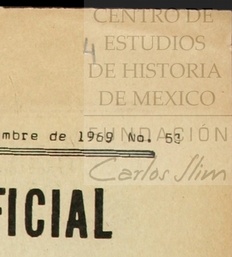 CENTRO DE
ESTUDIOS
DE HISTORIA
DE MEXICO
4
mbre de 1969 No. 53
FUNDACIÓN
Carlos Slim
FICIAL